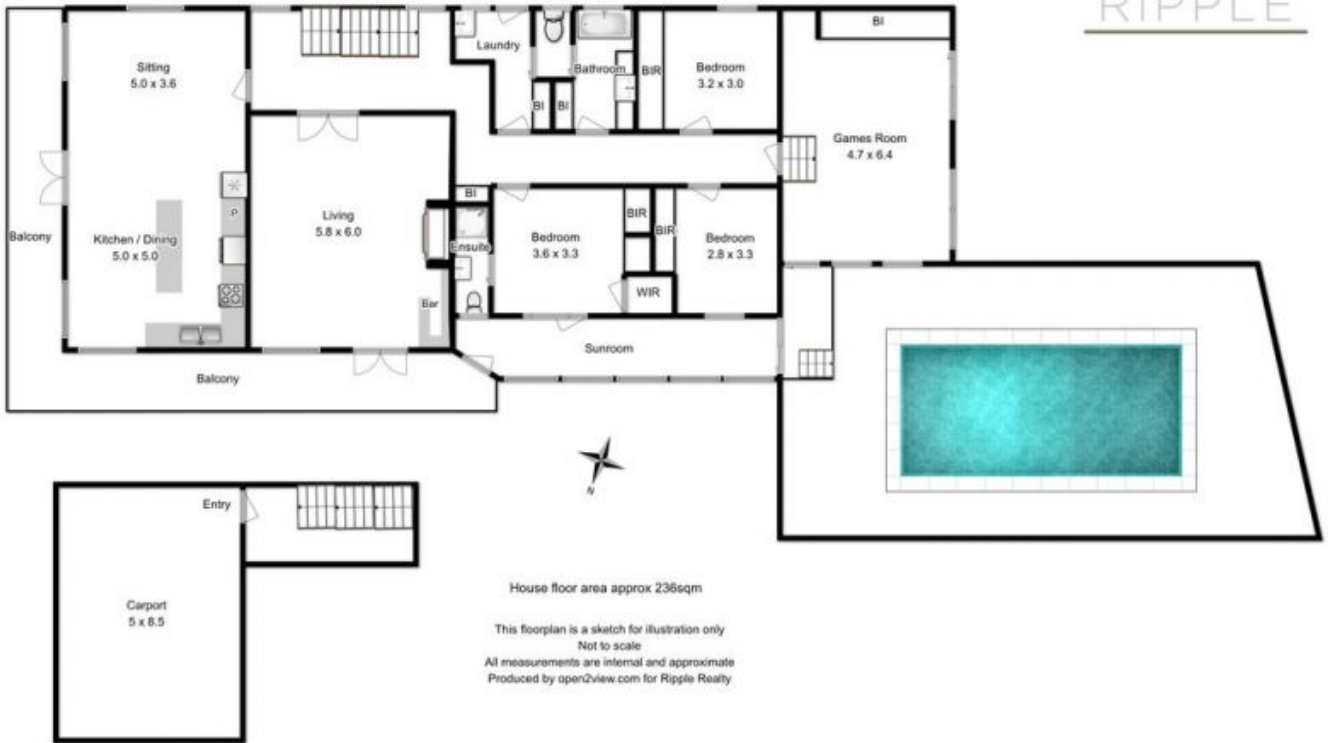 RIPPLE
BI
Sitting
5.0 x 3.6
Laundry
Bathroom
BIR
Bedroom
3.2 x 3.0
BI
BI
Games Room
4.7 x 6.4
P
Living
5.8 x 6.0
BI
Balcony
Kitchen / Dining
5.0 x 5.0
Ensuite
Bedroom
3.6 x 3.3
BIR
BIR
Bedroom
2.8 x 3.3
WIR
Bar
Sunroom
Balcony
N
Entry
Carport
5 x 8.5
House floor area approx 236sqm
This floorplan is a sketch for illustration only
Not to scale
All measurements are internal and approximate
Produced by open2view.com for Ripple Realty